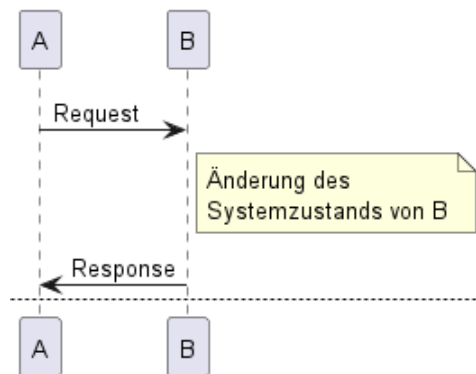 A B
Request
Änderung des
Systemzustands von B
Response
A B